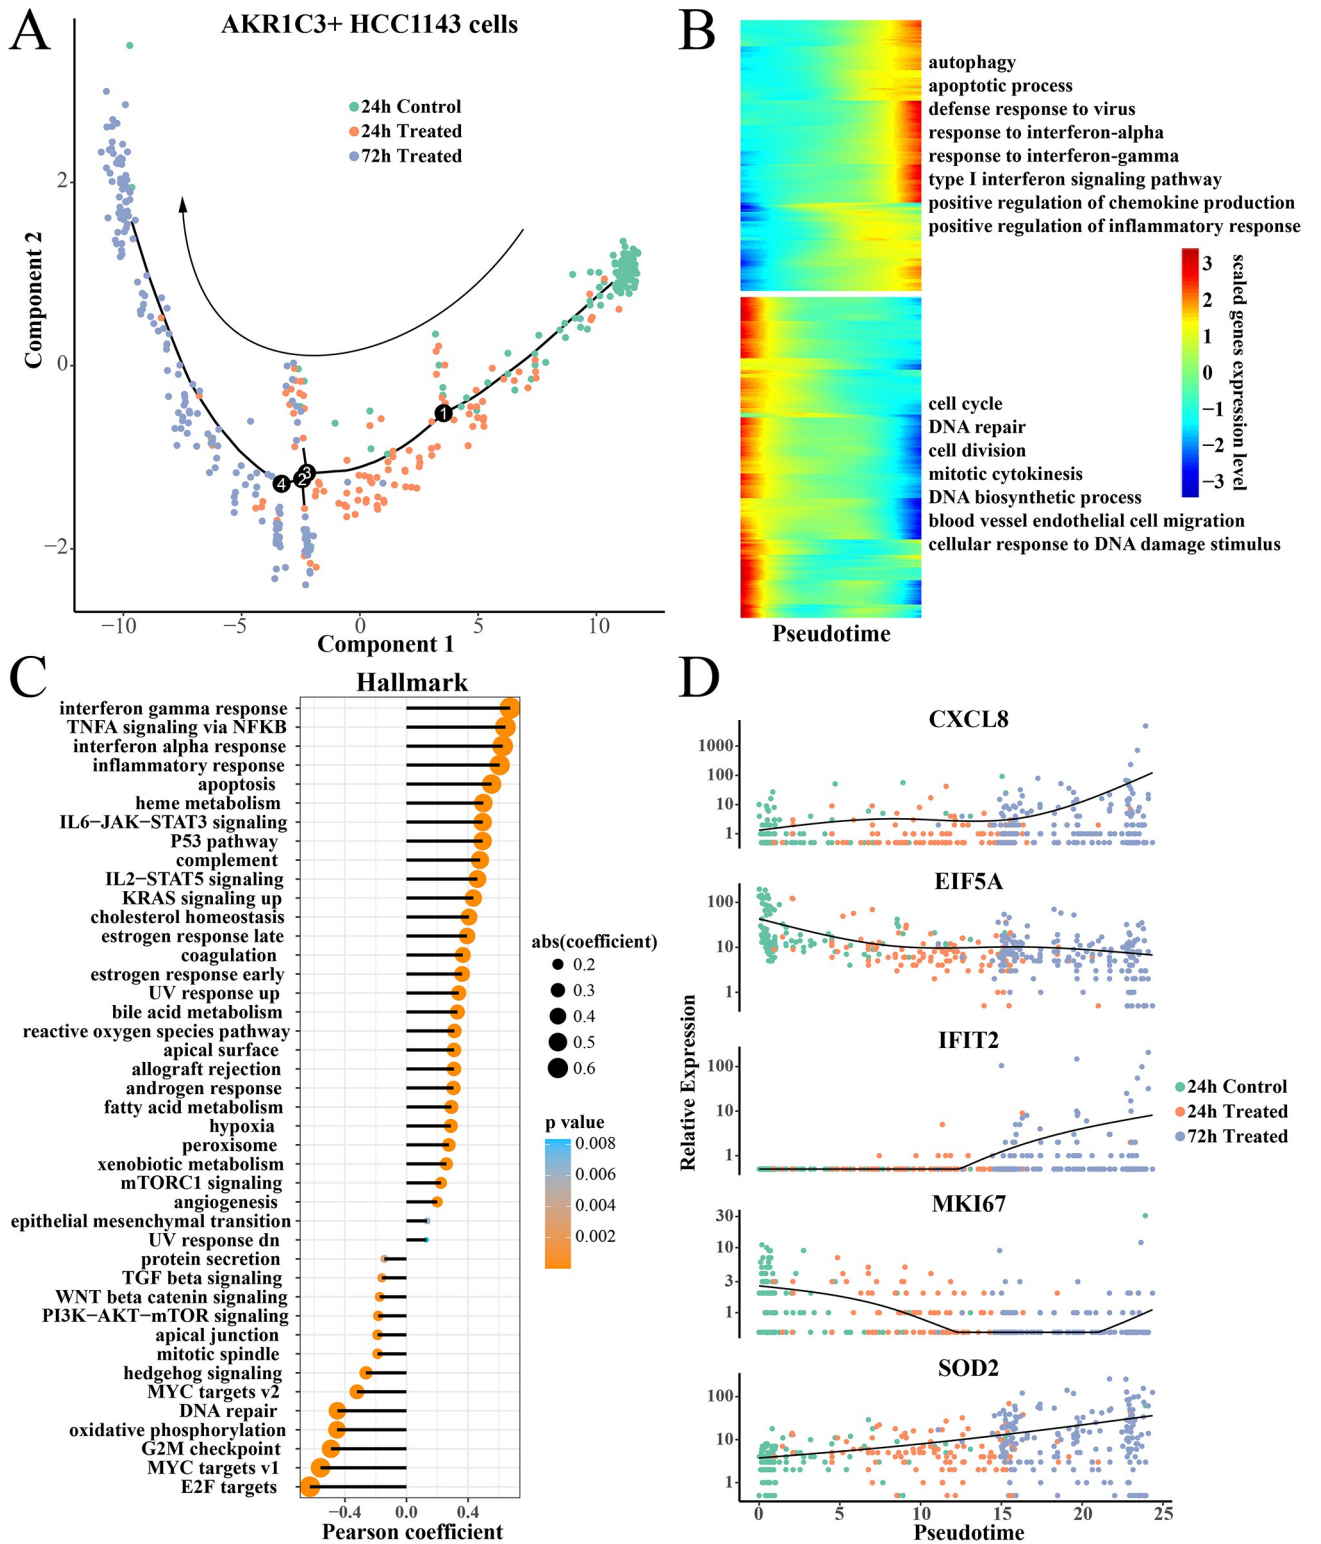 A
AKR1C3+ HCC1143 cells
24h Control
24h Treated
72h Treated
Component 2
2
0
−2
1
3
2
4
−10
−5
0
5
10
Component 1
B
autophagy
apoptotic process
defense response to virus
response to interferon-alpha
response to interferon-gamma
type I interferon signaling pathway
positive regulation of chemokine production
positive regulation of inflammatory response
cell cycle
DNA repair
cell division
mitotic cytokinesis
DNA biosynthetic process
blood vessel endothelial cell migration
cellular response to DNA damage stimulus
3
2
1
0
−1
−2
−3
scaled genes expression level
Pseudotime
C
Hallmark
interferon gamma response
TNFA signaling via NFKB
interferon alpha response
inflammatory response
apoptosis
heme metabolism
IL6−JAK−STAT3 signaling
P53 pathway
complement
IL2−STAT5 signaling
KRAS signaling up
cholesterol homeostasis
estrogen response late
coagulation
estrogen response early
UV response up
bile acid metabolism
reactive oxygen species pathway
apical surface
allograft rejection
androgen response
fatty acid metabolism
hypoxia
peroxisome
xenobiotic metabolism
mTORC1 signaling
angiogenesis
epithelial mesenchymal transition
UV response dn
protein secretion
TGF beta signaling
WNT beta catenin signaling
PI3K−AKT−mTOR signaling
apical junction
mitotic spindle
hedgehog signaling
MYC targets v2
DNA repair
oxidative phosphorylation
G2M checkpoint
MYC targets v1
E2F targets
−0.4
0.0
0.4
Pearson coefficient
abs(coefficient)
0.2
0.3
0.4
0.5
0.6
p value
0.008
0.006
0.004
0.002
D
Relative Expression
CXCL8
1000
100
10
1
EIF5A
100
10
1
IFIT2
100
10
1
MKI67
30
10
3
1
SOD2
100
10
1
0
5
10
15
20
25
Pseudotime
24h Control
24h Treated
72h Treated